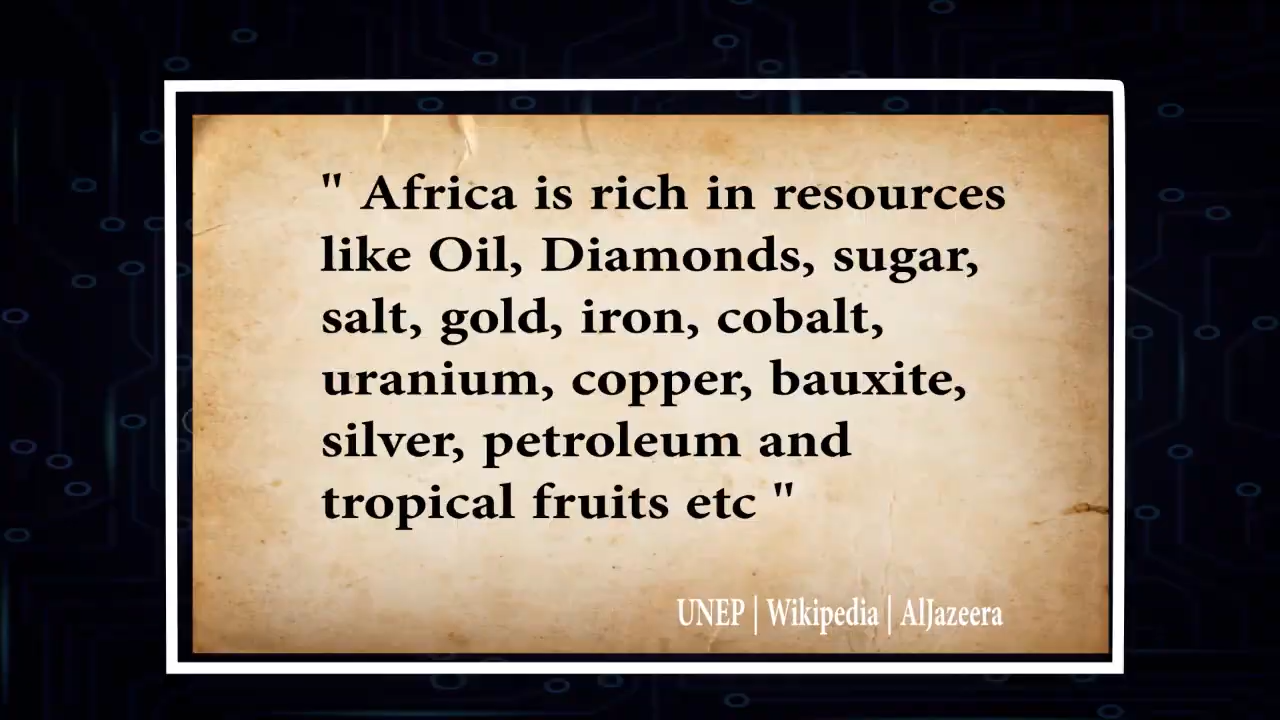 " Africa is rich in resources
like Oil, Diamonds, sugar,
salt, gold, iron, cobalt,
uranium, copper, bauxite,
silver, petroleum and
tropical fruits etc "
UNEP | Wikipedia | AlJazeera